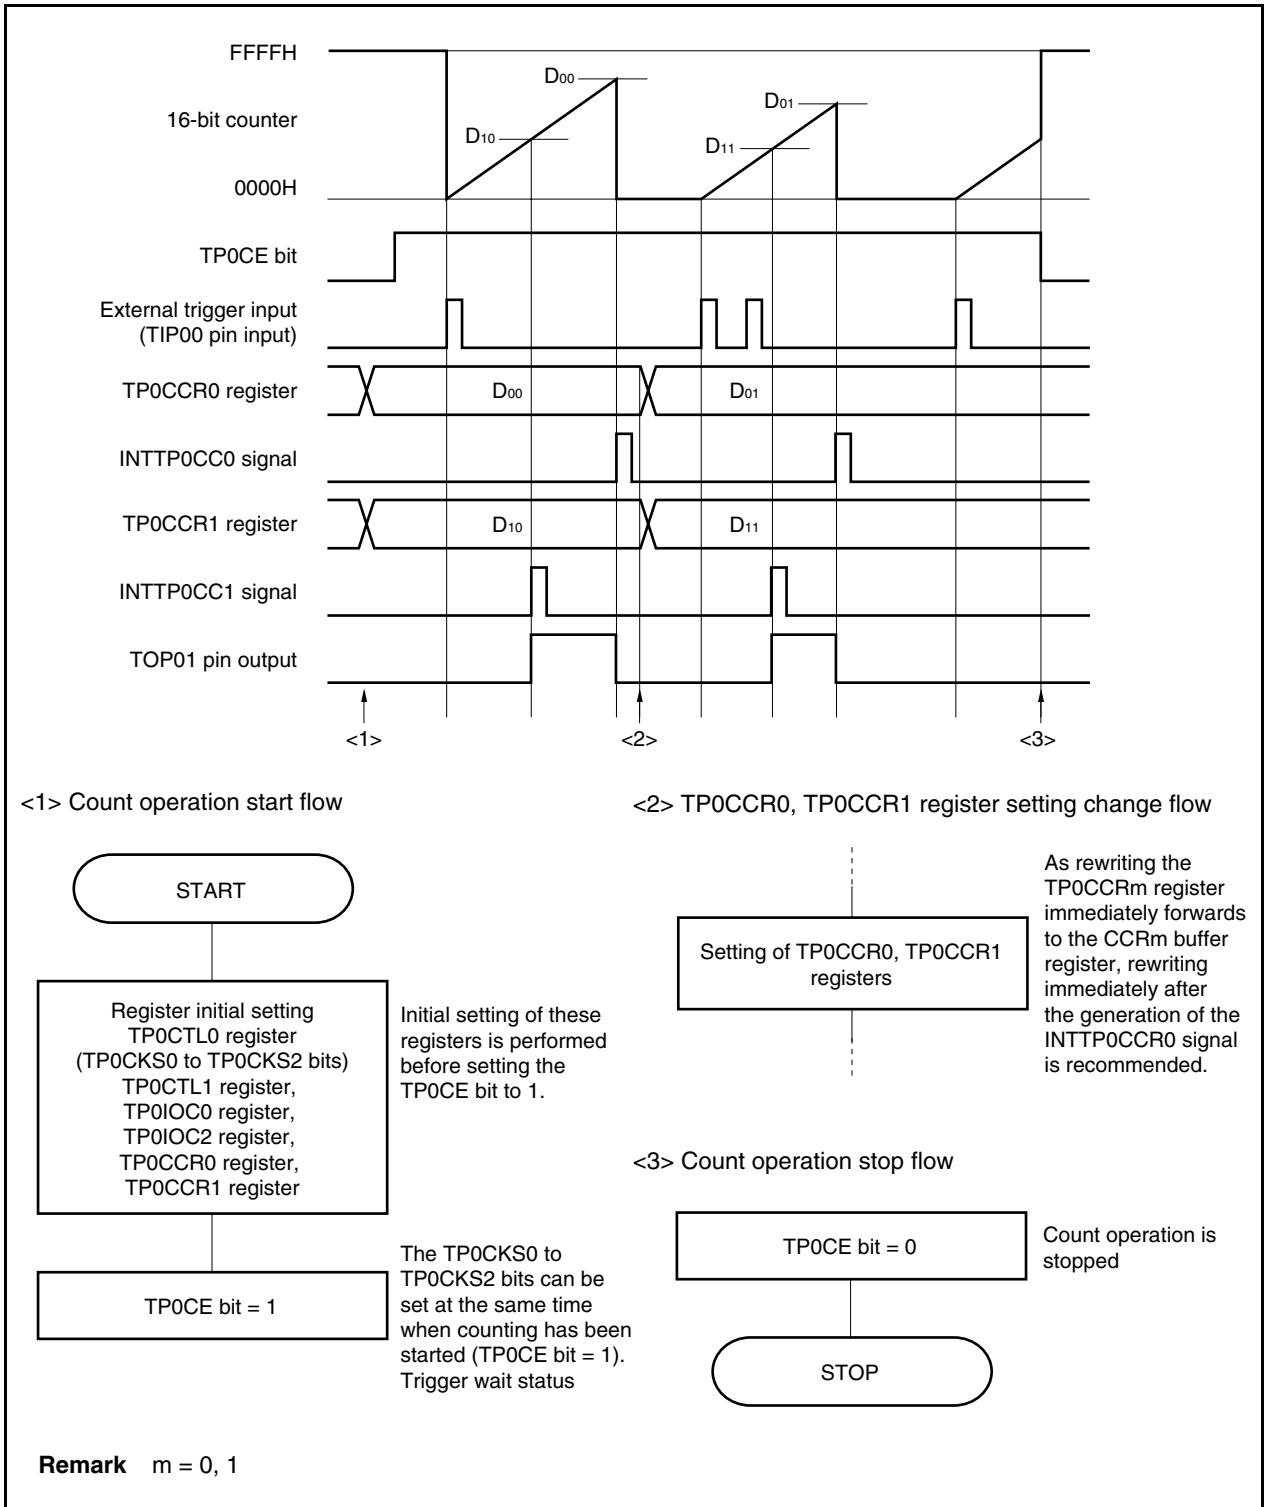 FFFFH
D00
D01
16-bit counter
D10
D11
0000H
TP0CE bit
External trigger input
(TIP00 pin input)
TP0CCR0 register
D00
D01
INTTP0CC0 signal
TP0CCR1 register
D10
D11
INTTP0CC1 signal
TOP01 pin output
<1>
<2>
<3>
<1> Count operation start flow
START
Register initial setting
TP0CTL0 register
(TP0CKS0 to TP0CKS2 bits)
TP0CTL1 register,
TP0IOC0 register,
TP0IOC2 register,
TP0CCR0 register,
TP0CCR1 register
Initial setting of these
registers is performed
before setting the
TP0CE bit to 1.
TP0CE bit = 1
The TP0CKS0 to
TP0CKS2 bits can be
set at the same time
when counting has been
started (TP0CE bit = 1).
Trigger wait status
<2> TP0CCR0, TP0CCR1 register setting change flow
Setting of TP0CCR0, TP0CCR1
registers
As rewriting the
TP0CCRm register
immediately forwards
to the CCRm buffer
register, rewriting
immediately after
the generation of the
INTTP0CCR0 signal
is recommended.
<3> Count operation stop flow
TP0CE bit = 0
Count operation is
stopped
STOP
Remark m = 0, 1